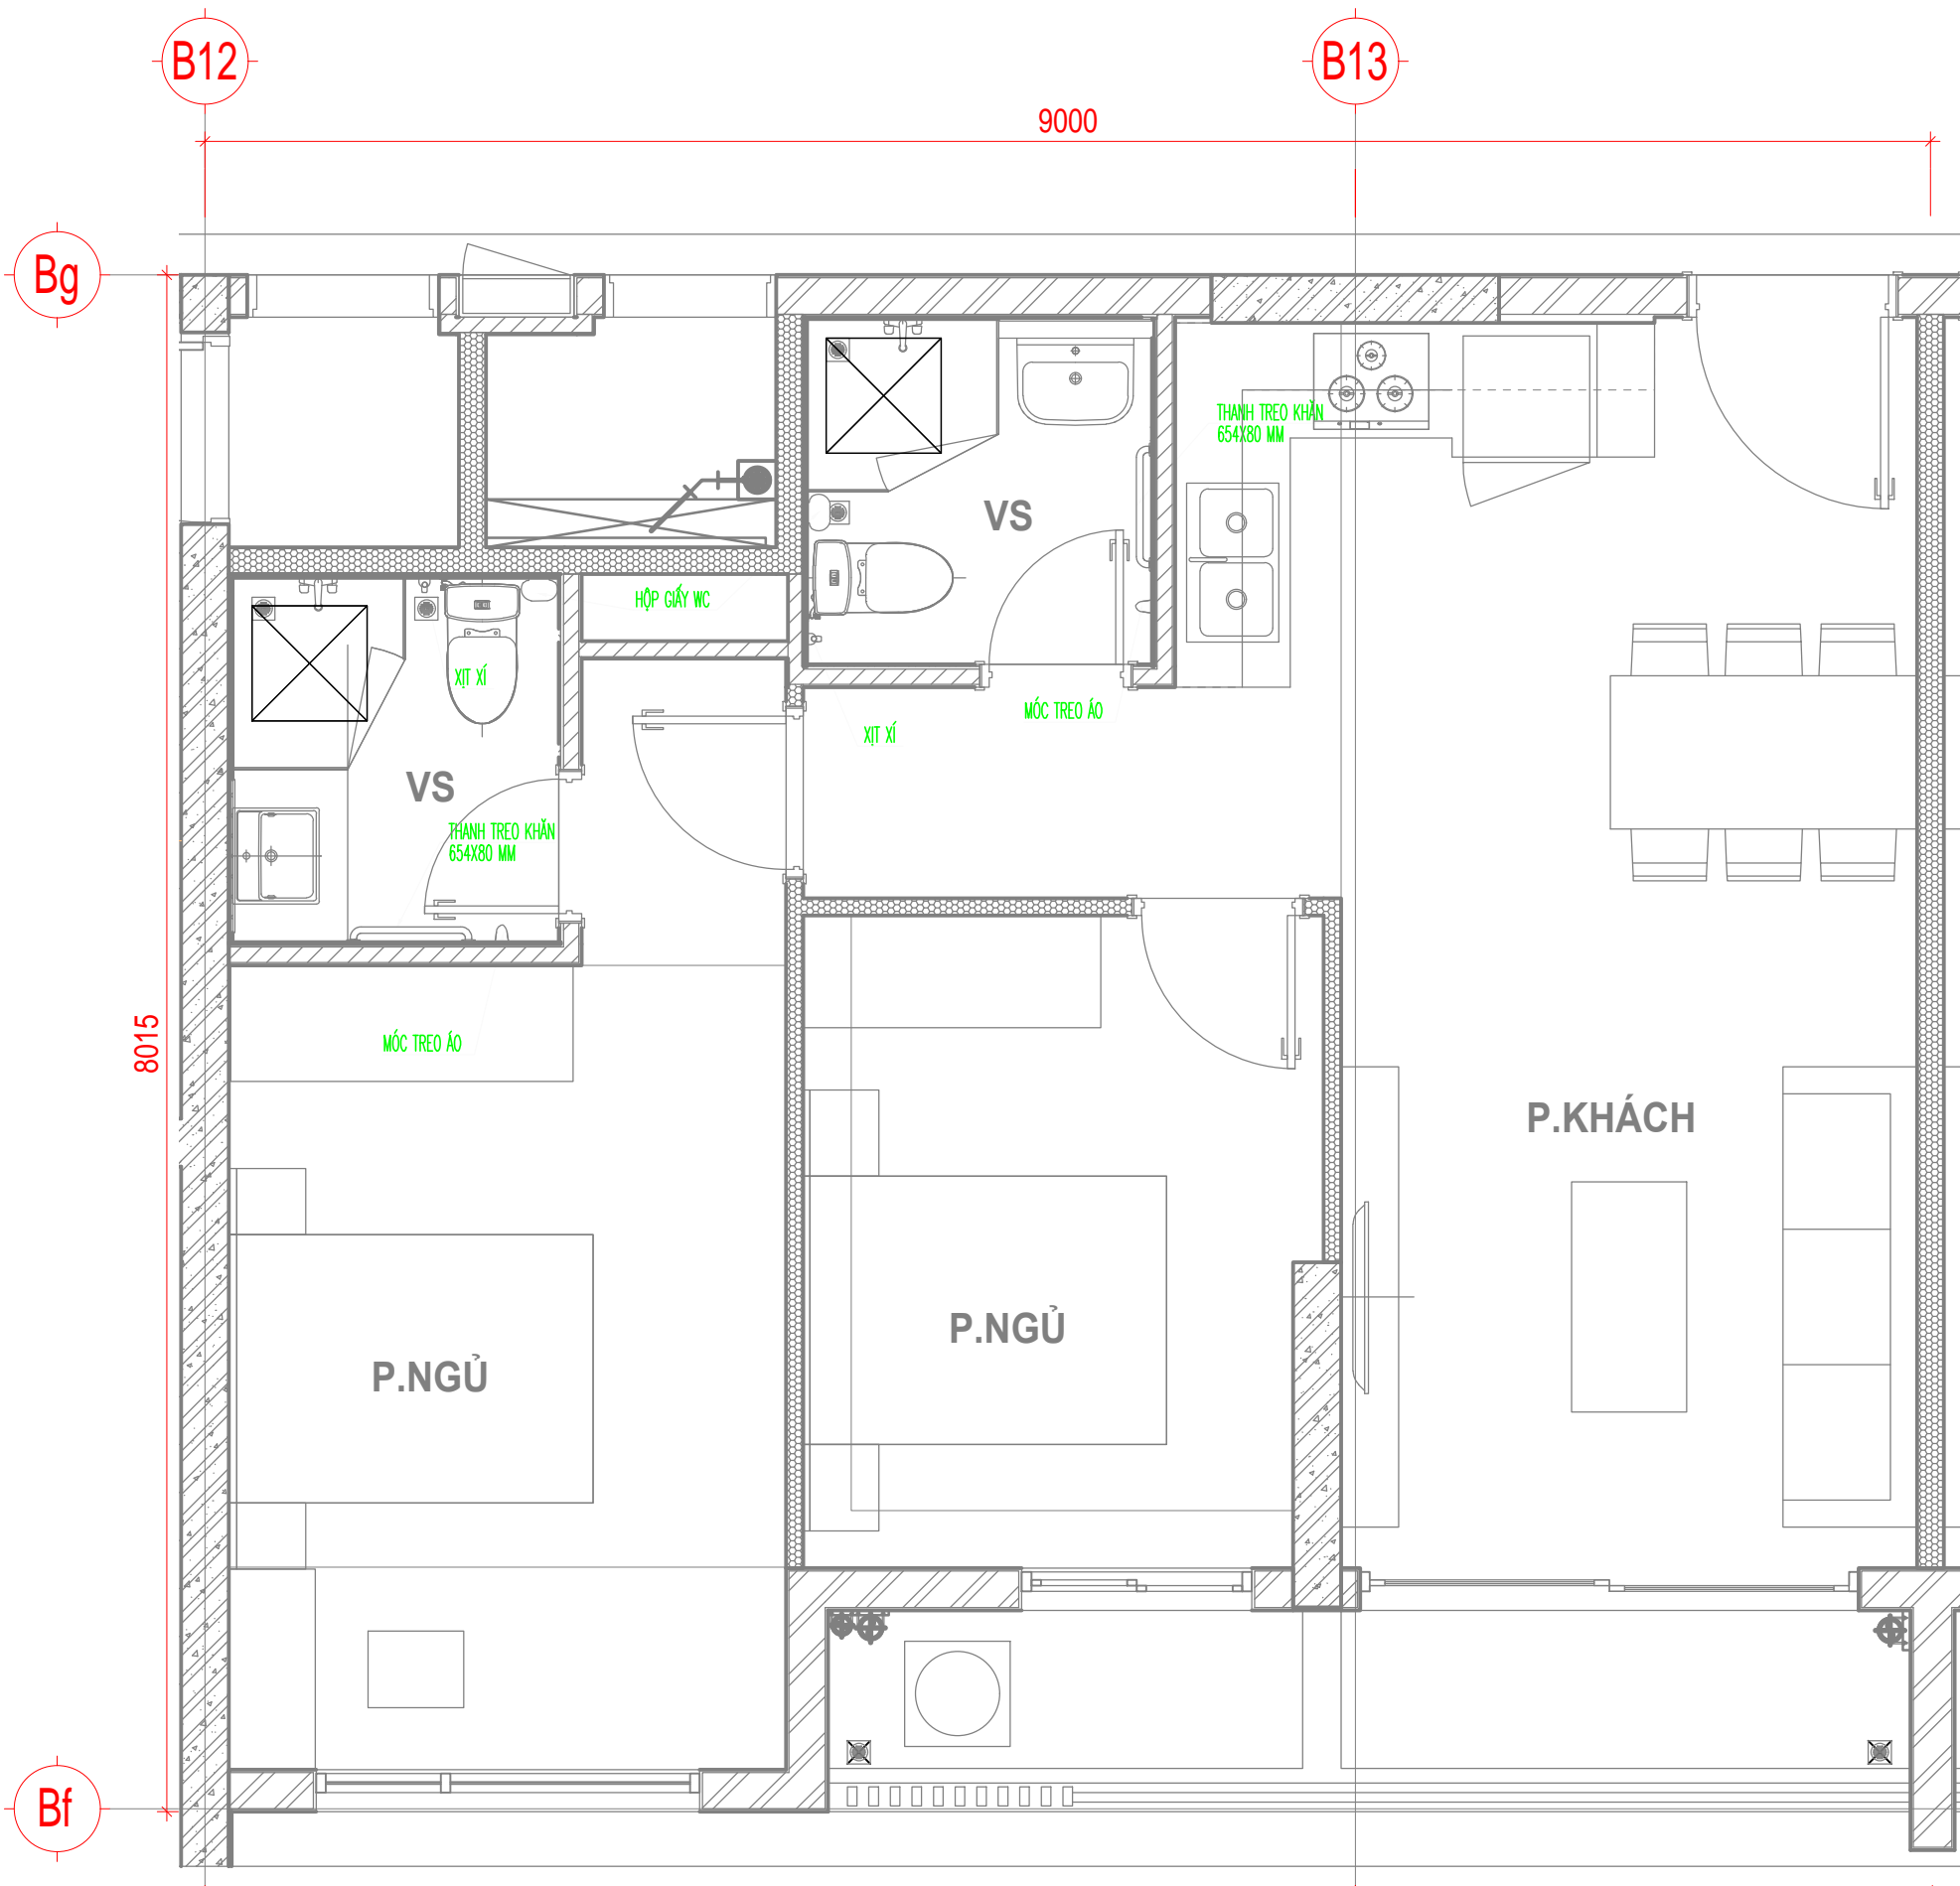 B12
B13
9000
Bg
THANH TREO KHĂN
654X80 MM
VS
HỘP GIẤY WC
XỊT XÍ
MÓC TREO ÁO
XỊT XÍ
VS
THANH TREO KHĂN
654X80 MM
8015
MÓC TREO ÁO
P.KHÁCH
P.NGỦ
P.NGỦ
Bf